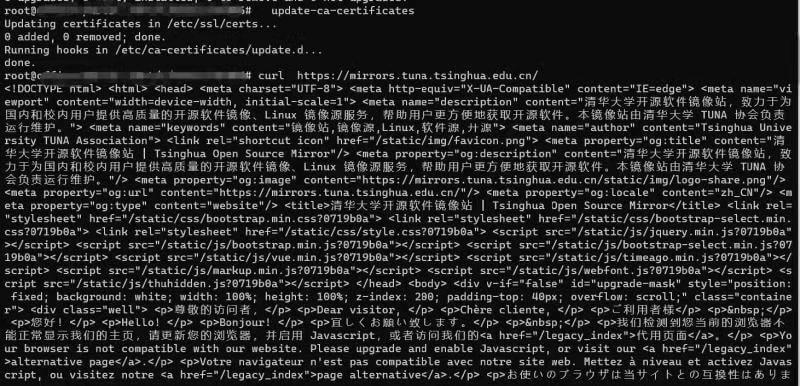 root@ # update-ca-certificates
Updating certificates in /etc/ssl/certs...
0 added, 0 removed; done.
Running hooks in /etc/ca-certificates/update.d...
done.
root@ # curl https://mirrors.tuna.tsinghua.edu.cn/
<!DOCTYPE html> <html> <head> <meta charset="UTF-8"> <meta http-equiv="X-UA-Compatible" content="IE=edge"> <meta name="vi
ewport" content="width=device-width, initial-scale=1"> <meta name="description" content="清华大学开源软件镜像站，致力于为
国内和校内用户提供高质量的开源软件镜像、Linux 镜像源服务，帮助用户更方便地获取开源软件。本镜像站由清华大学 TUNA 协会负责
运行维护。"> <meta name="keywords" content="镜像站,镜像源,Linux,软件源,开源"> <meta name="author" content="Tsinghua Univer
sity TUNA Association"> <link rel="shortcut icon" href="/static/img/favicon.png"> <meta property="og:title" content="清
华大学开源软件镜像站 | Tsinghua Open Source Mirror"/> <meta property="og:description" content="清华大学开源软件镜像站，致
力于为国内和校内用户提供高质量的开源软件镜像、Linux 镜像源服务，帮助用户更方便地获取开源软件。本镜像站由清华大学 TUNA 协
会负责运行维护。"/> <meta property="og:image" content="https://mirrors.tuna.tsinghua.edu.cn/static/img/logo-share.png"/>
<meta property="og:url" content="https://mirrors.tuna.tsinghua.edu.cn/"/> <meta property="og:locale" content="zh_CN"/> <m
eta property="og:type" content="website"/> <title>清华大学开源软件镜像站 | Tsinghua Open Source Mirror</title> <link rel=
"stylesheet" href="/static/css/bootstrap.min.css?0719b0a"> <link rel="stylesheet" href="/static/css/bootstrap-select.min.
css?0719b0a"> <link rel="stylesheet" href="/static/css/style.css?0719b0a"> <script src="/static/js/jquery.min.js?0719b0a"
></script> <script src="/static/js/bootstrap.min.js?0719b0a"></script> <script src="/static/js/bootstrap-select.min.js?07
19b0a"></script> <script src="/static/js/vue.min.js?0719b0a"></script> <script src="/static/js/timeago.min.js?0719b0a"></
script> <script src="/static/js/markup.min.js?0719b0a"></script> <script src="/static/js/webfont.js?0719b0a"></script> <s
cript src="/static/js/thuhidden.js?0719b0a"></script> </head> <body> <div v-if="false" id="upgrade-mask" style="position:
fixed; background: white; width: 100%; height: 100%; z-index: 200; padding-top: 40px; overflow: scroll;" class="containe
r"> <div class="well"> <p>尊敬的访问者, </p> <p>Dear visitor, </p> <p>Chère cliente, </p> <p>ご利用者様</p> <p>&nbsp;</p>
<p>您好！</p> <p>Hello! </p> <p>Bonjour! </p> <p>宜しくお願い致します。</p> <p>&nbsp;</p> <p>我们检测到您当前的浏览器不
能正常显示我们的主页，请更新您的浏览器，并启用 Javascript, 或者访问我们的<a href="/legacy_index">代用页面</a>。</p> <p>Yo
ur browser is not compatible with our website. Please upgrade and enable Javascript, or visit our <a href="/legacy_index"
>alternative page</a>.</p> <p>Votre navigateur n'est pas compatible avec notre site web. Mettez à niveau et activez Javas
cript, ou visitez notre <a href="/legacy_index">page alternative</a>.</p> <p>お使いのブラウザは当サイトとの互換性はありま